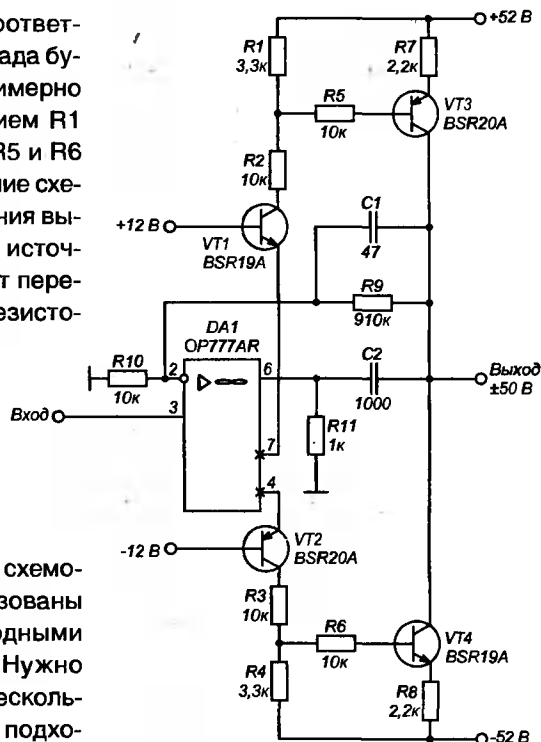 оответ-
ада бу-
имерно
ием R1
R5 и R6
ние схе-
ния вы-
источ-
т пере-
езисто-
схемо-
зованы
одными
Нужно
есколь-
подхо-
+52 В
R1
3,3к
R7
2,2к
R5
10к
VT3
BSR20A
R2
10к
+12 В
VT1
BSR19A
C1
47
R9
910к
DA1
OP777AR
R10
10к
2
6
C2
1000
Выход
±50 В
Вход
3
R11
1к
7
4
-12 В
VT2
BSR20A
R3
10к
R6
10к
VT4
BSR19A
R4
3,3к
R8
2,2к
-52 В